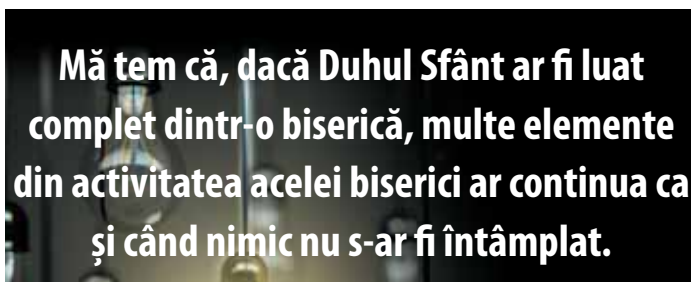 Mă tem că, dacă Duhul Sfânt ar fi luat
complet dintr-o biserică, multe elemente
din activitatea acelei biserici ar continua ca
și când nimic nu s-ar fi întâmplat.